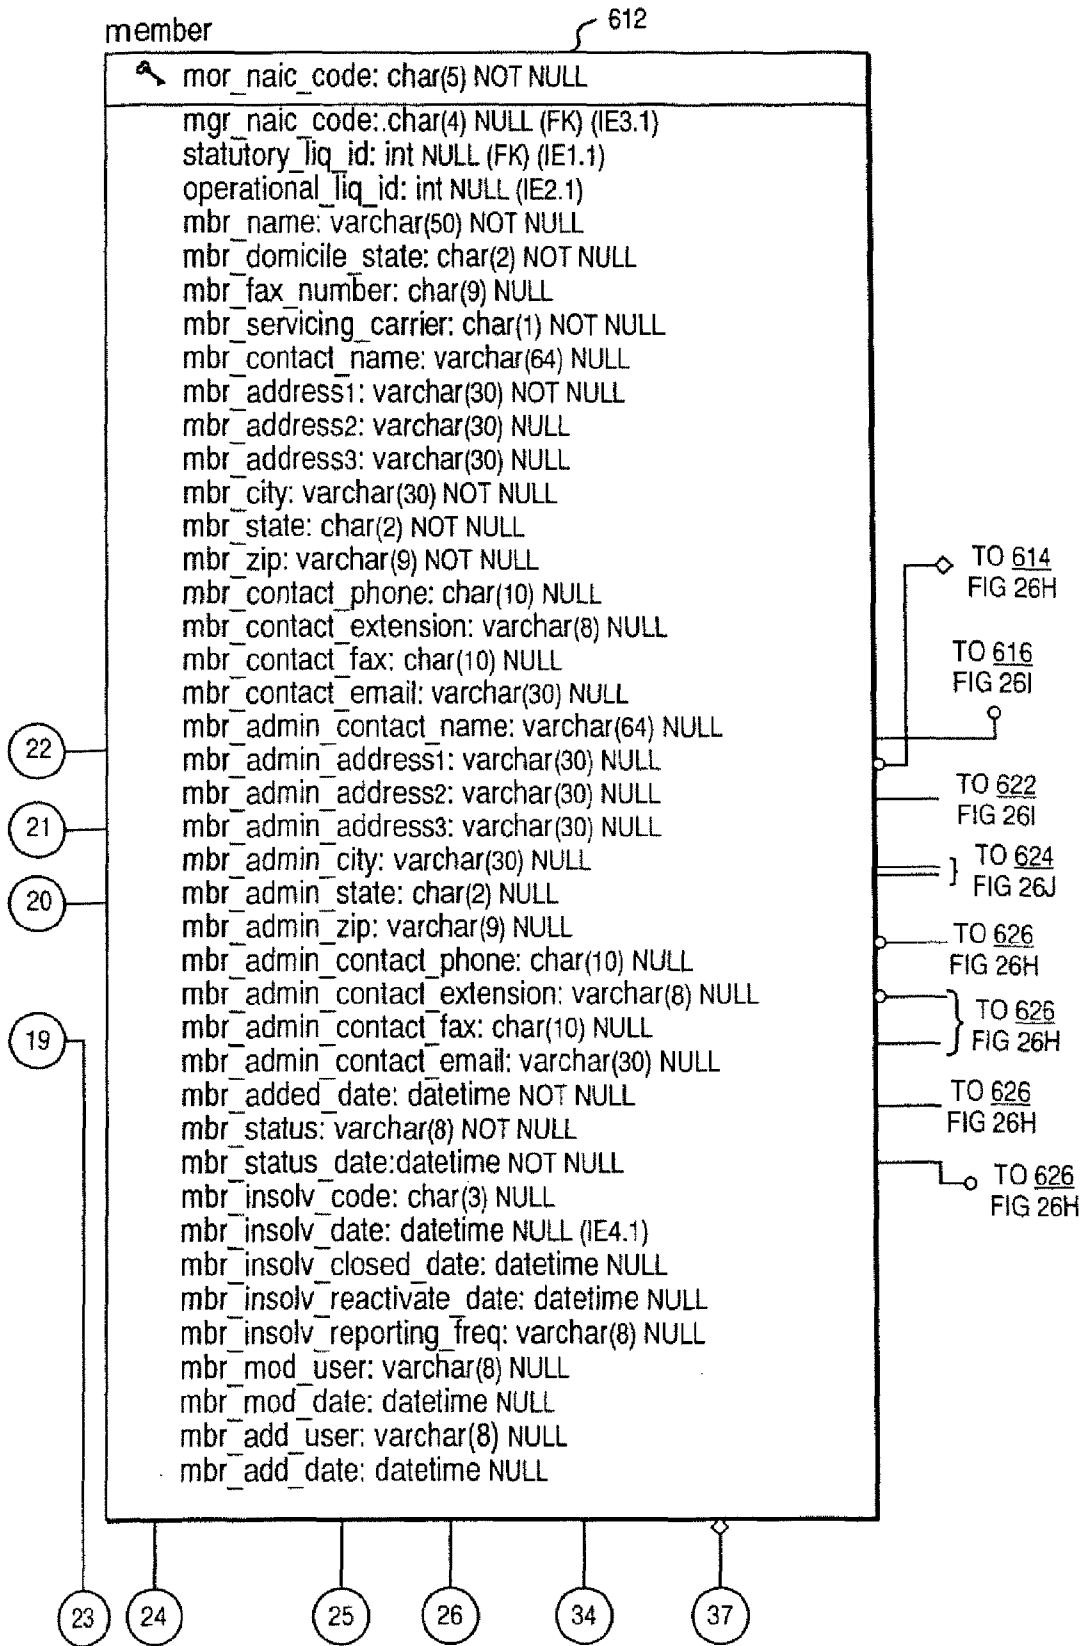 member
612
mor_naic_code: char(5) NOT NULL
mgr_naic_code:.char(4) NULL (FK) (IE3.1)
statutory_liq_id: int NULL (FK) (IE1.1)
operational_liq_id: int NULL (IE2.1)
mbr_name: varchar(50) NOT NULL
mbr_domicile_state: char(2) NOT NULL
mbr_fax_number: char(9) NULL
mbr_servicing_carrier: char(1) NOT NULL
mbr_contact_name: varchar(64) NULL
mbr_address1: varchar(30) NOT NULL
mbr_address2: varchar(30) NULL
mbr_address3: varchar(30) NULL
mbr_city: varchar(30) NOT NULL
mbr_state: char(2) NOT NULL
mbr_zip: varchar(9) NOT NULL
mbr_contact_phone: char(10) NULL
mbr_contact_extension: varchar(8) NULL
mbr_contact_fax: char(10) NULL
mbr_contact_email: varchar(30) NULL
mbr_admin_contact_name: varchar(64) NULL
mbr_admin_address1: varchar(30) NULL
mbr_admin_address2: varchar(30) NULL
mbr_admin_address3: varchar(30) NULL
mbr_admin_city: varchar(30) NULL
mbr_admin_state: char(2) NULL
mbr_admin_zip: varchar(9) NULL
mbr_admin_contact_phone: char(10) NULL
mbr_admin_contact_extension: varchar(8) NULL
mbr_admin_contact_fax: char(10) NULL
mbr_admin_contact_email: varchar(30) NULL
mbr_added_date: datetime NOT NULL
mbr_status: varchar(8) NOT NULL
mbr_status_date:datetime NOT NULL
mbr_insolv_code: char(3) NULL
mbr_insolv_date: datetime NULL (IE4.1)
mbr_insolv_closed_date: datetime NULL
mbr_insolv_reactivate_date: datetime NULL
mbr_insolv_reporting_freq: varchar(8) NULL
mbr_mod_user: varchar(8) NULL
mbr_mod_date: datetime NULL
mbr_add_user: varchar(8) NULL
mbr_add_date: datetime NULL
22
21
20
19
TO 614
FIG 26H
TO 616
FIG 26I
TO 622
FIG 26I
TO 624
FIG 26J
TO 626
FIG 26H
TO 626
FIG 26H
TO 626
FIG 26H
TO 626
FIG 26H
23
24
25
26
34
37